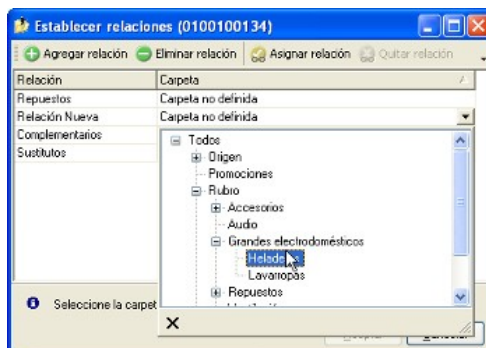 Establecer relaciones (0100100134)
Agregar relación Eliminar relación Asignar relación Quitar relación
Relación Carpeta
Repuestos Carpeta no definida
Relación Nueva Carpeta no definida
Complementarios
Sustitutos
Todos
Origen
Promociones
Rubro
Accesorios
Audio
Grandes electrodomésticos
Lavarropas
Repuestos
Seleccione la carpet